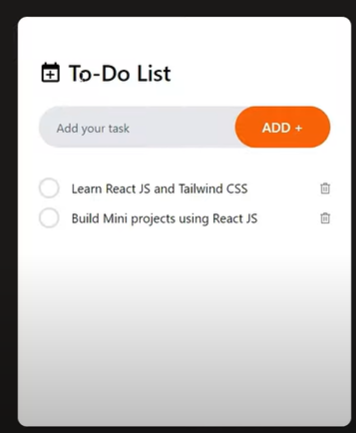 To-Do List
Add your task
ADD +
Learn React JS and Tailwind CSS
Build Mini projects using React JS